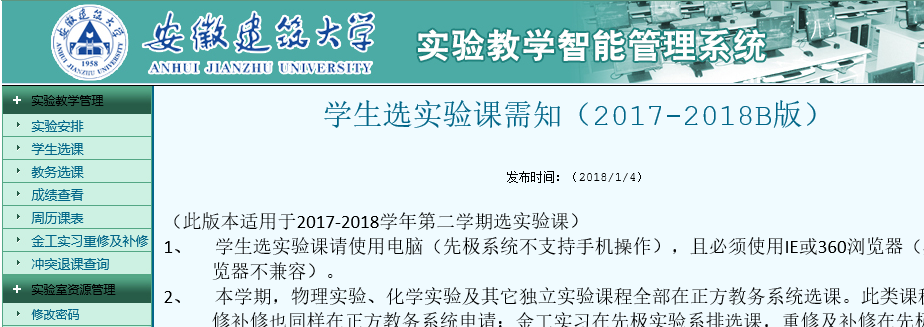 安徽建筑大学
ANHUI JIANZHU UNIVERSITY
1958
实验教学智能管理系统
实验教学管理
实验安排
学生选课
教务选课
成绩查看
周历课表
金工实习重修及补修
冲突退课查询
实验室资源管理
修改密码
学生选实验课需知（2017-2018B版）
发布时间：（2018/1/4）
（此版本适用于2017-2018学年第二学期选实验课）
1、 学生选实验课请使用电脑（先极系统不支持手机操作），且必须使用IE或360浏览器（
览器不兼容）。
2、 本学期，物理实验、化学实验及其它独立实验课程全部在正方教务系统选课。此类课程
修补修也同样在正方教务系统申请；金工实习在先极实验系排选课，重修及补修在先极